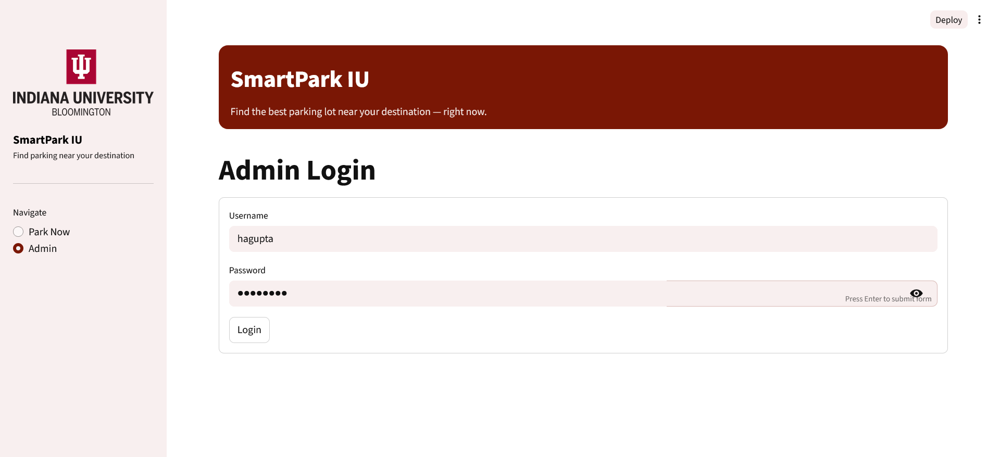 Deploy
INDIANA UNIVERSITY
BLOOMINGTON
SmartPark IU
Find parking near your destination
Navigate
Park Now
Admin
SmartPark IU
Find the best parking lot near your destination — right now.
Admin Login
Username
hagupta
Password
••••••••
Press Enter to submit form
Login